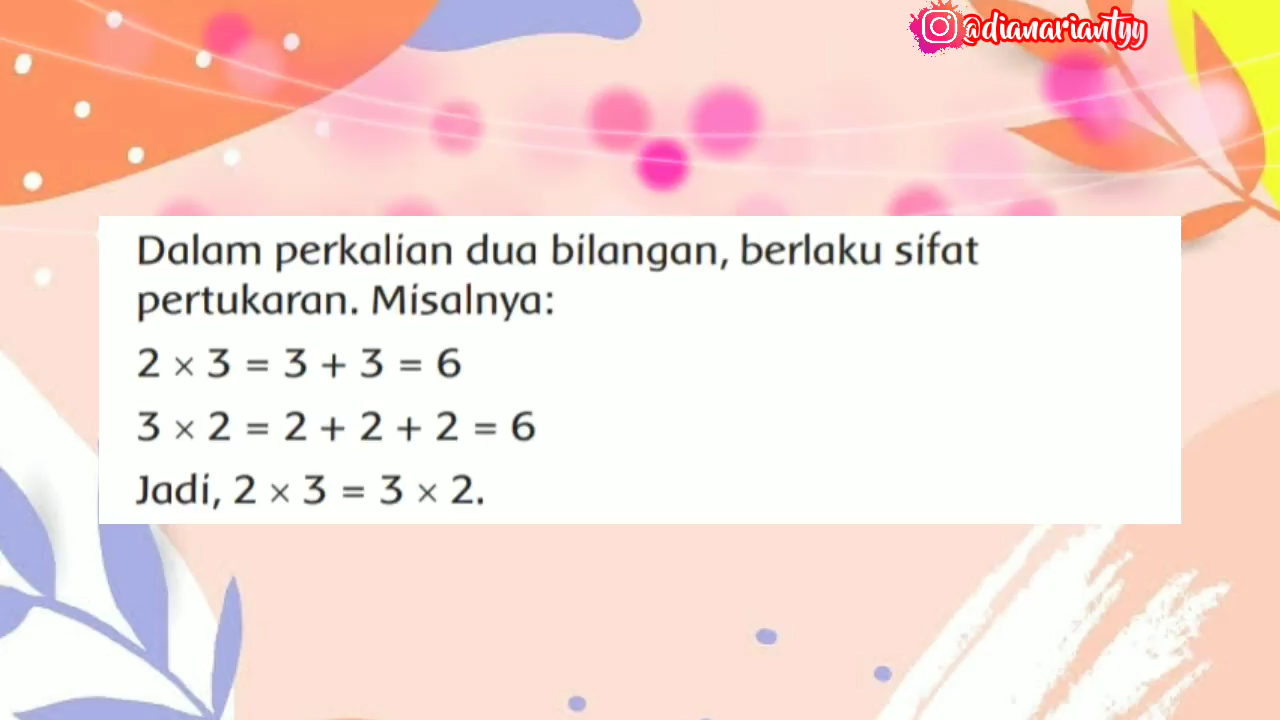 @dianariantyy
Dalam perkalian dua bilangan, berlaku sifat
pertukaran. Misalnya:
2 × 3 = 3 + 3 = 6
3 × 2 = 2 + 2 + 2 = 6
Jadi, 2 × 3 = 3 × 2.